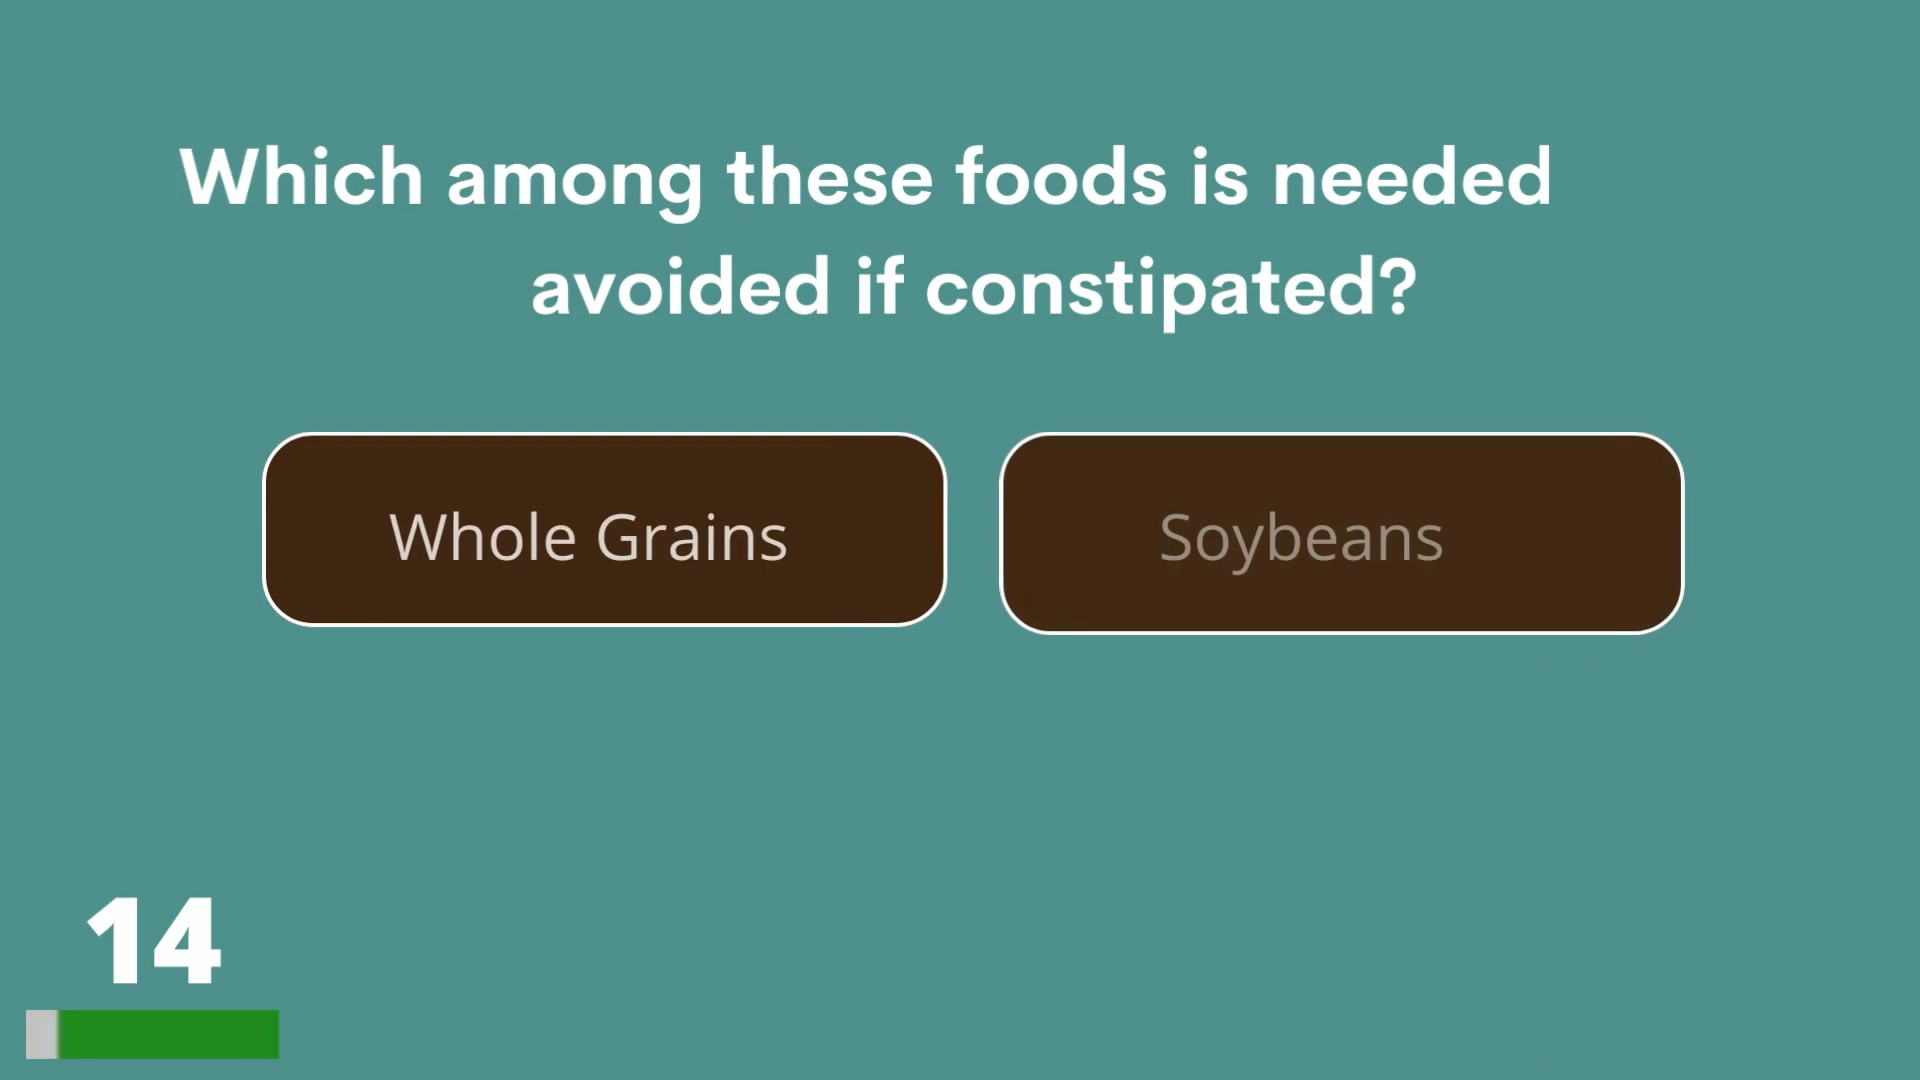 Which among these foods is needed
avoided if constipated?
Whole Grains
Soybeans
14